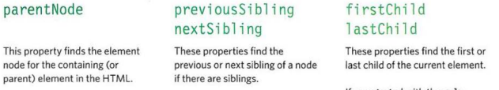 parentNode
This property finds the element
node for the containing (or
parent) element in the HTML.
previousSibling
nextSibling
These properties find the
previous or next sibling of a node
if there are siblings.
firstChild
lastChild
These properties find the first or
last child of the current element.